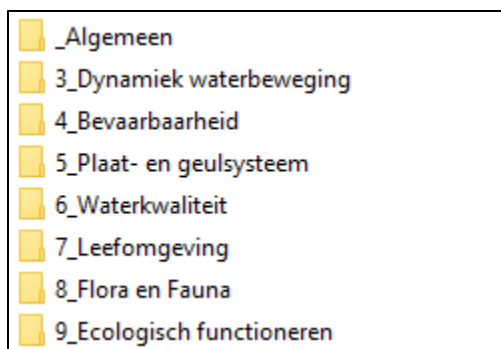 _Algemeen
3_Dynamiek waterbeweging
4_Bevaarbaarheid
5_Plaat- en geulsysteem
6_Waterkwaliteit
7_Leefomgeving
8_Flora en Fauna
9_Ecologisch functioneren